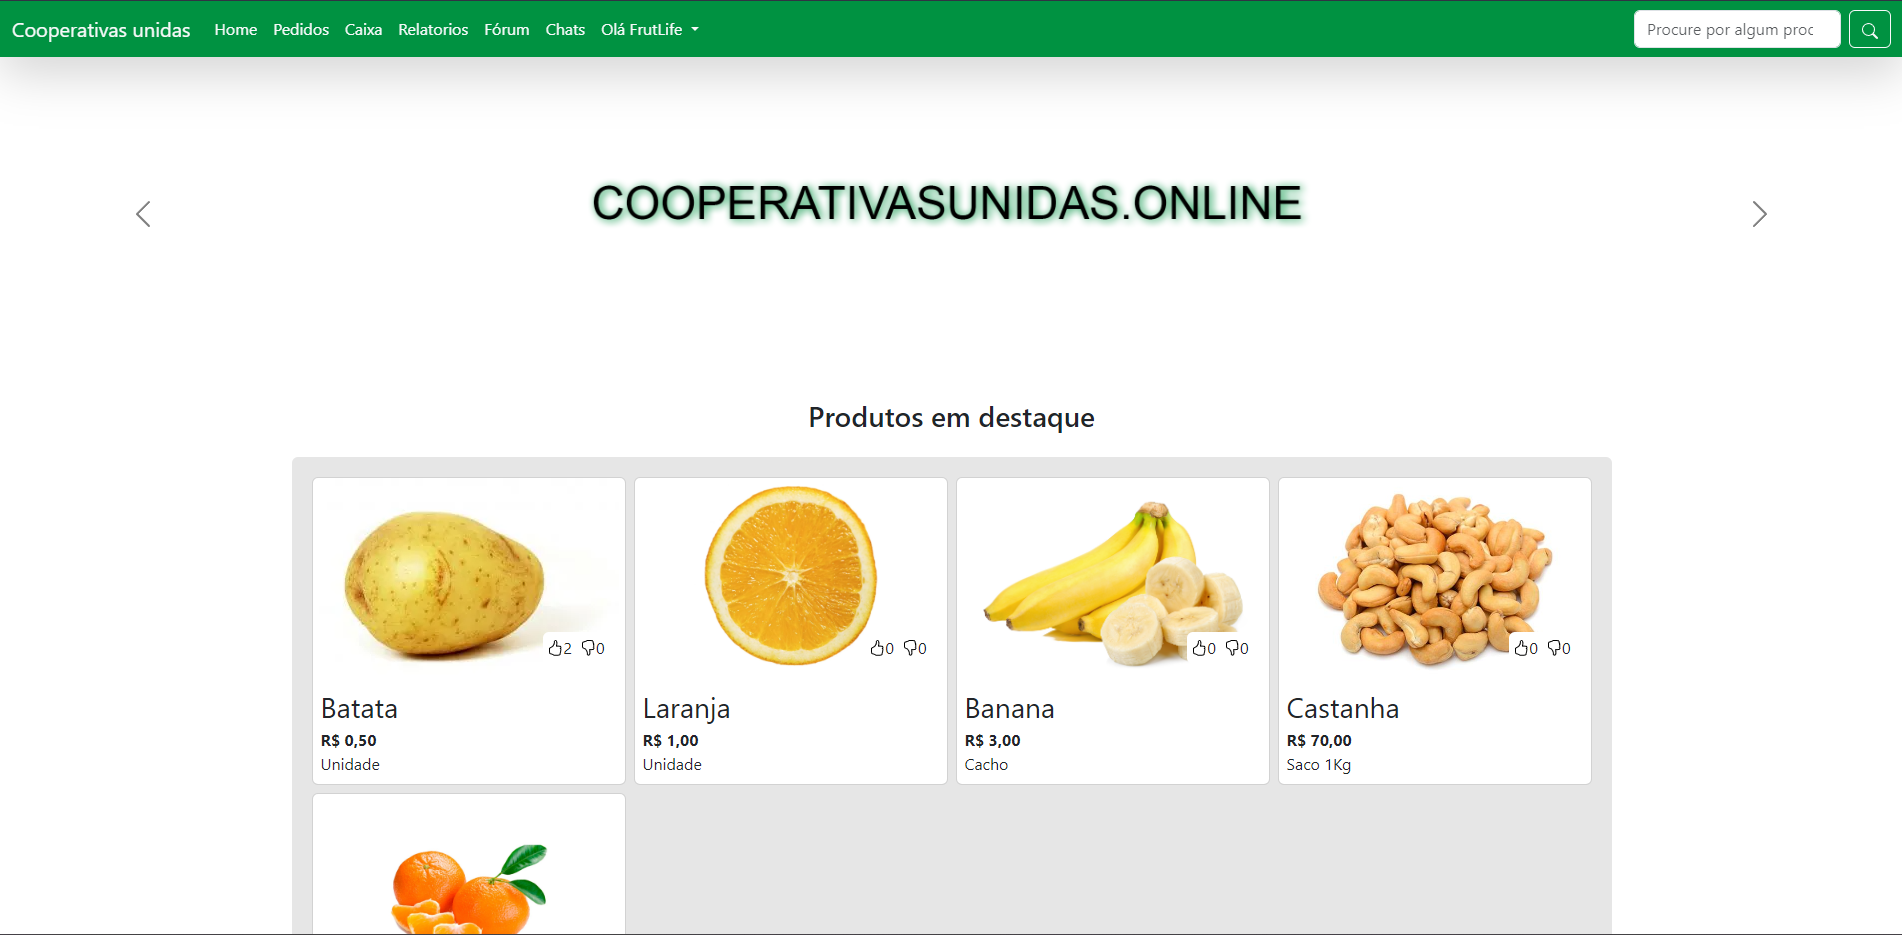 Cooperativas unidas Home Pedidos Caixa Relatorios Fórum Chats Olá FrutLife Procure por algum proc
COOPERATIVASUNIDAS.ONLINE
Produtos em destaque
2 0
0 0
0 0
0 0
Batata
R$ 0,50
Unidade
Laranja
R$ 1,00
Unidade
Banana
R$ 3,00
Cacho
Castanha
R$ 70,00
Saco 1Kg